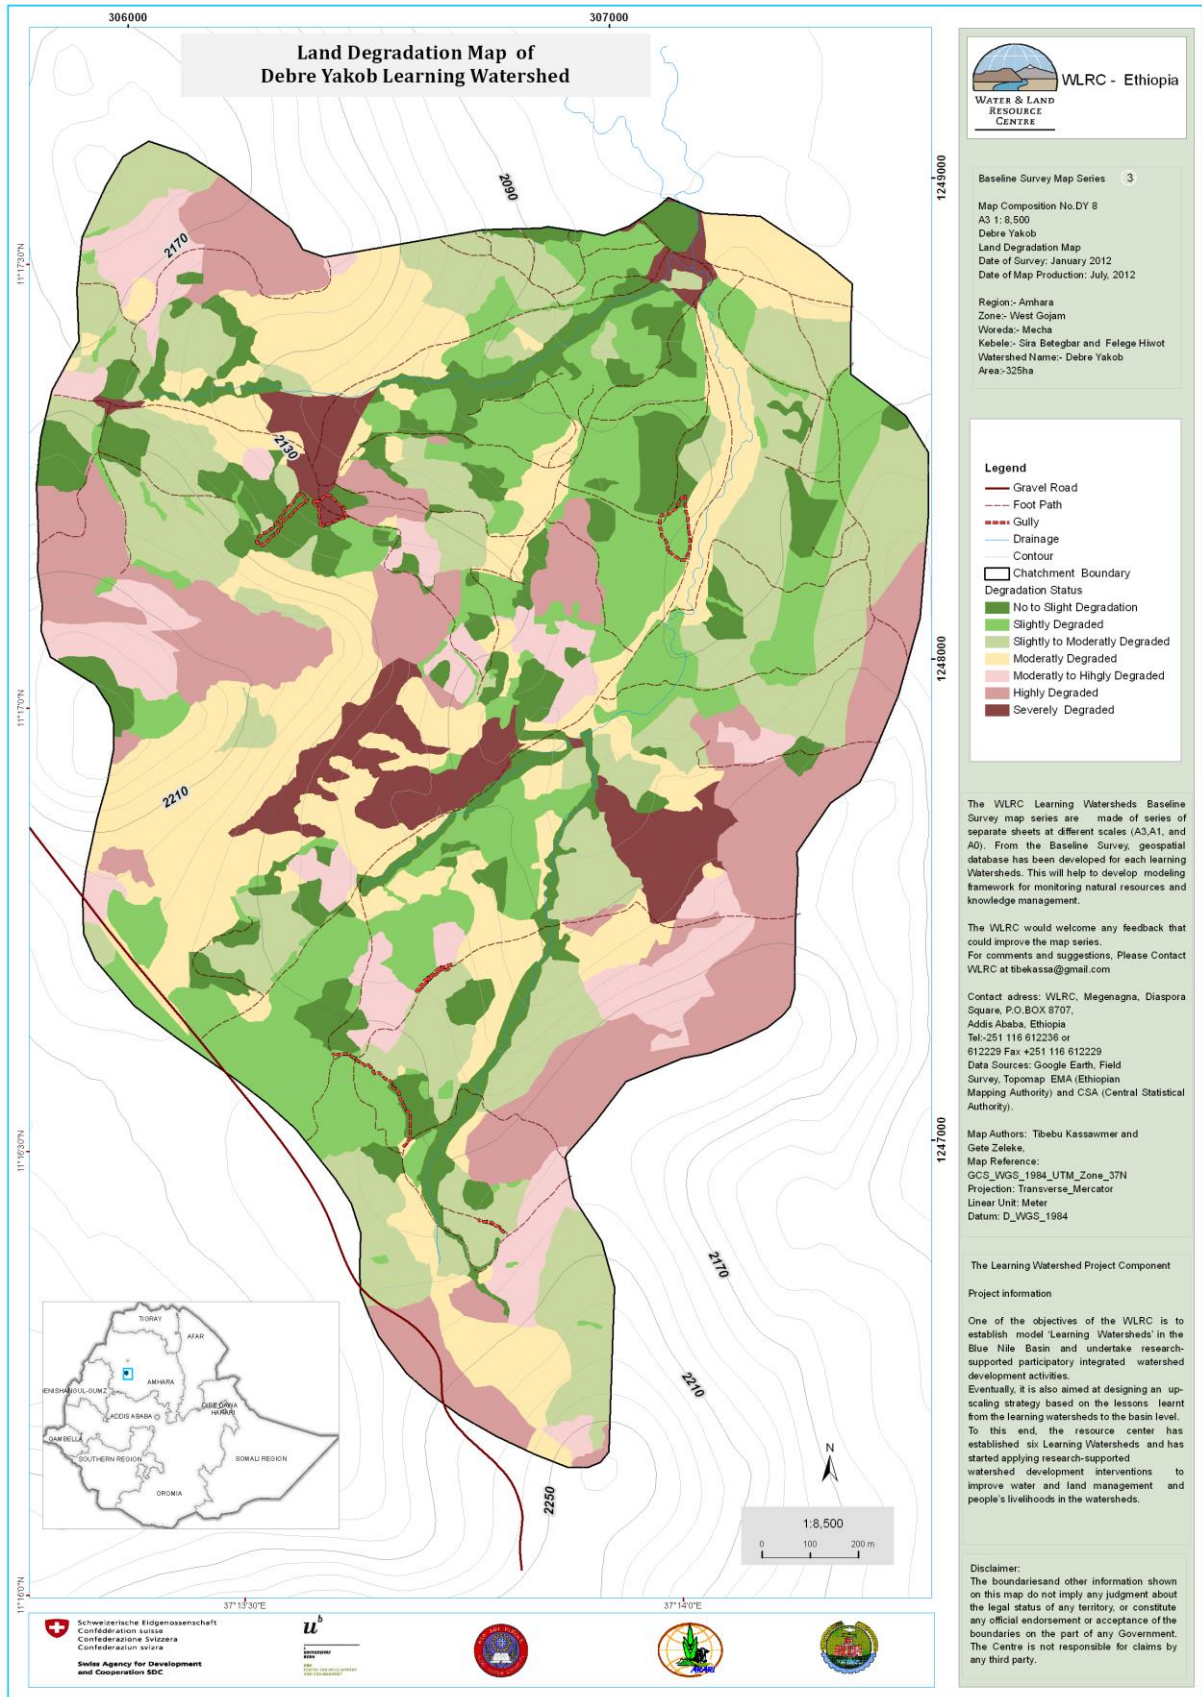 306000
307000
Land Degradation Map of
Debre Yakob Learning Watershed
2090
2170
2130
2210
2170
2210
2250
1249000
1248000
1247000
11°17'30"N
11°17'0"N
11°16'30"N
11°16'0"N
37°13'30"E
37°14'0"E
TIGRAY
AFAR
AMHARA
ADDIS ABABA
GAMBELLA
SOUTHERN REGION
SOMALI REGION
OROMIA
N
1:8,500
0 100 200 m
WLRC - Ethiopia
WATER & LAND
RESOURCE
CENTRE
Baseline Survey Map Series 3
Map Composition No.DY 8
A3 1: 8,500
Debre Yakob
Land Degradation Map
Date of Survey: January 2012
Date of Map Production: July, 2012
Region:- Amhara
Zone:- West Gojam
Woreda:- Mecha
Kebele:- Sira Betegbar and Felege Hiwot
Watershed Name:- Debre Yakob
Area:-325ha
Legend
Gravel Road
Foot Path
Gully
Drainage
Contour
Chatchment Boundary
Degradation Status
No to Slight Degradation
Slightly Degraded
Slightly to Moderatly Degraded
Moderatly Degraded
Moderatly to Hihgly Degraded
Highly Degraded
Severely Degraded
The WLRC Learning Watersheds Baseline
Survey map series are made of series of
separate sheets at different scales (A3,A1, and
A0). From the Baseline Survey, geospatial
database has been developed for each learning
Watersheds. This will help to develop modeling
framework for monitoring natural resources and
knowledge management.
The WLRC would welcome any feedback that
could improve the map series.
For comments and suggestions, Please Contact
WLRC at tibekassa@gmail.com
Contact adress: WLRC, Megenagna, Diaspora
Square, P.O.BOX 8707,
Addis Ababa, Ethiopia
Tel:-251 116 612236 or
612229 Fax +251 116 612229
Data Sources: Google Earth, Field
Survey, Topomap EMA (Ethiopian
Mapping Authority) and CSA (Central Statistical
Authority).
Map Authors: Tibebu Kassawmer and
Gete Zeleke,
Map Reference:
GCS_WGS_1984_UTM_Zone_37N
Projection: Transverse_Mercator
Linear Unit: Meter
Datum: D_WGS_1984
The Learning Watershed Project Component
Project information
One of the objectives of the WLRC is to
establish model 'Learning Watersheds' in the
Blue Nile Basin and undertake research-
supported participatory integrated watershed
development activities.
Eventually, it is also aimed at designing an up-
scaling strategy based on the lessons learnt
from the learning watersheds to the basin level.
To this end, the resource center has
established six Learning Watersheds and has
started applying research-supported
watershed development interventions to
improve water and land management and
people's livelihoods in the watersheds.
Disclaimer:
The boundariesand other information shown
on this map do not imply any judgment about
the legal status of any territory, or constitute
any official endorsement or acceptance of the
boundaries on the part of any Government.
The Centre is not responsible for claims by
any third party.
Schweizerische Eidgenossenschaft
Confédération suisse
Confederazione Svizzera
Confederaziun svizra
Swiss Agency for Development
and Cooperation SDC
u b
UNIVERSITÄT
BERN
ARARI